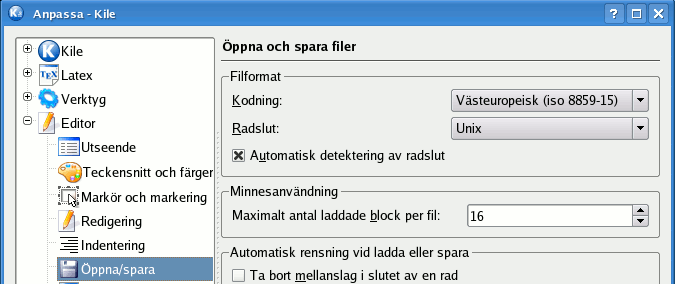 Anpassa - Kile
Kile
Latex
Verktyg
Editor
Utseende
Teckensnitt och färger
Markör och markering
Redigering
Indentering
Öppna/spara
Öppna och spara filer
Filformat
Kodning: Västeuropeisk (iso 8859-15)
Radslut: Unix
Automatisk detektering av radslut
Minnesanvändning
Maximalt antal laddade block per fil: 16
Automatisk rensning vid ladda eller spara
Ta bort mellanslag i slutet av en rad